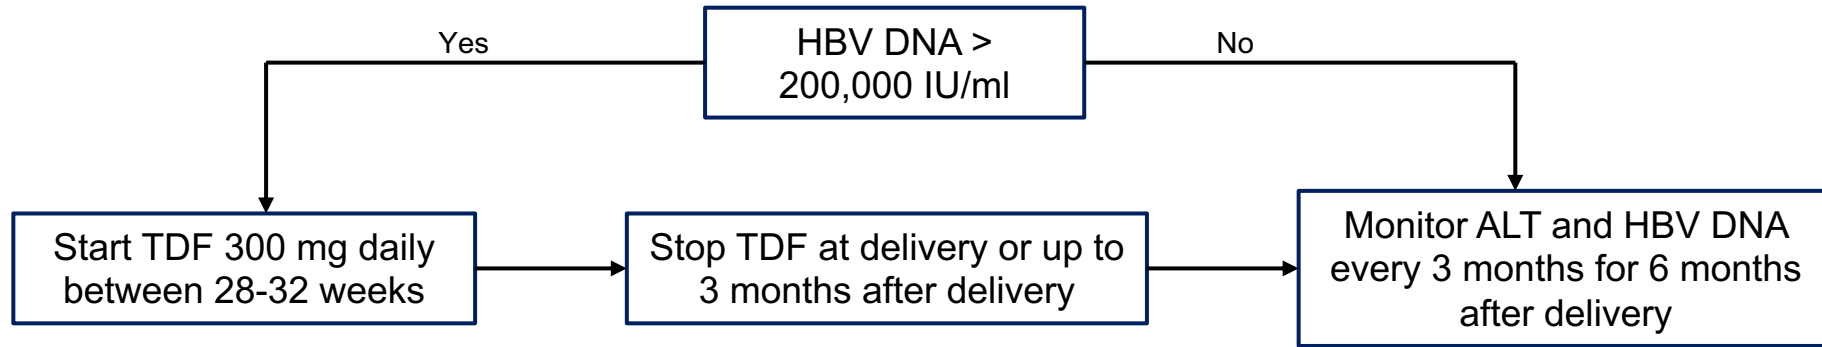 HBV DNA >
200,000 IU/ml
Yes
No
Start TDF 300 mg daily
between 28-32 weeks
Stop TDF at delivery or up to
3 months after delivery
Monitor ALT and HBV DNA
every 3 months for 6 months
after delivery